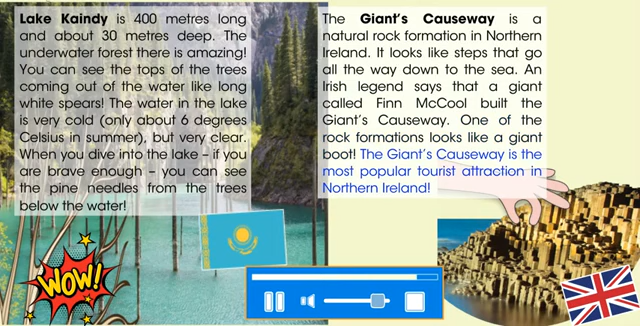 Lake Kaindy is 400 metres long
and about 30 metres deep. The
underwater forest there is amazing!
You can see the tops of the trees
coming out of the water like long
white spears! The water in the lake
is very cold (only about 6 degrees
Celsius in summer), but very clear.
When you dive into the lake – if you
are brave enough – you can see
the pine needles from the trees
below the water!
WOW!
The Giant's Causeway is a
natural rock formation in Northern
Ireland. It looks like steps that go
all the way down to the sea. An
Irish legend says that a giant
called Finn McCool built the
Giant's Causeway. One of the
rock formations looks like a giant
boot! The Giant's Causeway is the
most popular tourist attraction in
Northern Ireland!